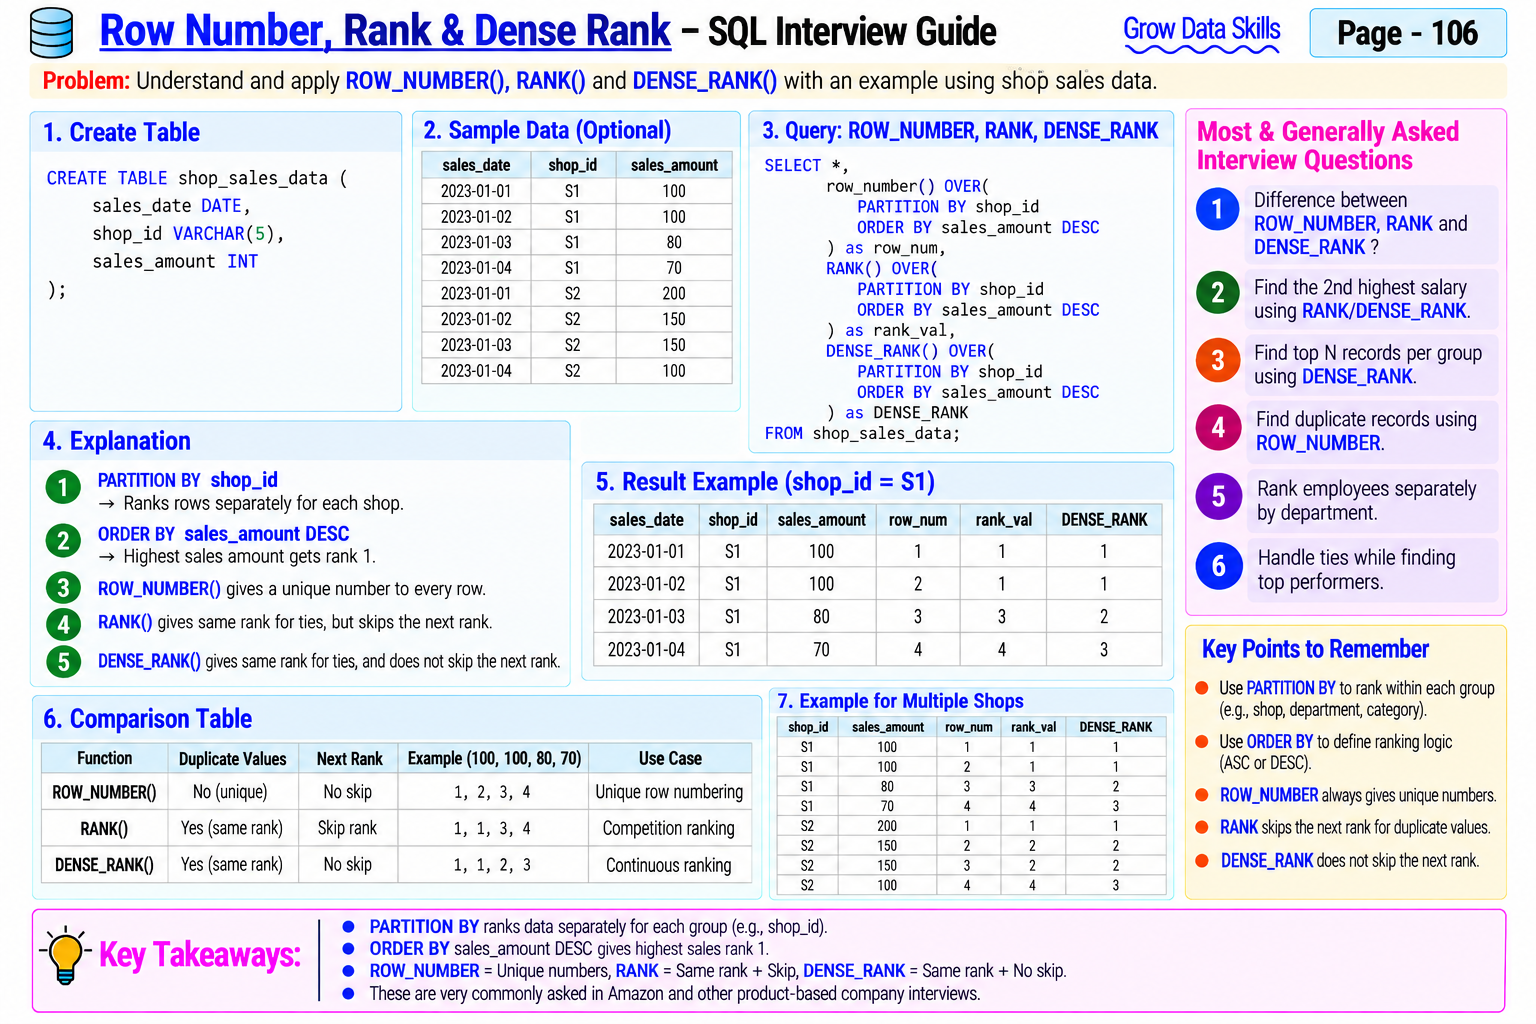 Row Number, Rank & Dense Rank – SQL Interview Guide
Grow Data Skills
Page - 106
Problem: Understand and apply ROW_NUMBER(), RANK() and DENSE_RANK() with an example using shop sales data.
1. Create Table
CREATE TABLE shop_sales_data (
sales_date DATE,
shop_id VARCHAR(5),
sales_amount INT
);
2. Sample Data (Optional)
sales_date shop_id sales_amount
2023-01-01 S1 100
2023-01-02 S1 100
2023-01-03 S1 80
2023-01-04 S1 70
2023-01-01 S2 200
2023-01-02 S2 150
2023-01-03 S2 150
2023-01-04 S2 100
3. Query: ROW_NUMBER, RANK, DENSE_RANK
SELECT *,
row_number() OVER(
PARTITION BY shop_id
ORDER BY sales_amount DESC
) as row_num,
RANK() OVER(
PARTITION BY shop_id
ORDER BY sales_amount DESC
) as rank_val,
DENSE_RANK() OVER(
PARTITION BY shop_id
ORDER BY sales_amount DESC
) as DENSE_RANK
FROM shop_sales_data;
Most & Generally Asked
Interview Questions
1 Difference between
ROW_NUMBER, RANK and
DENSE_RANK ?
2 Find the 2nd highest salary
using RANK/DENSE_RANK.
3 Find top N records per group
using DENSE_RANK.
4 Find duplicate records using
ROW_NUMBER.
5 Rank employees separately
by department.
6 Handle ties while finding
top performers.
4. Explanation
1 PARTITION BY shop_id
→ Ranks rows separately for each shop.
2 ORDER BY sales_amount DESC
→ Highest sales amount gets rank 1.
3 ROW_NUMBER() gives a unique number to every row.
4 RANK() gives same rank for ties, but skips the next rank.
5 DENSE_RANK() gives same rank for ties, and does not skip the next rank.
5. Result Example (shop_id = S1)
sales_date shop_id sales_amount row_num rank_val DENSE_RANK
2023-01-01 S1 100 1 1 1
2023-01-02 S1 100 2 1 1
2023-01-03 S1 80 3 3 2
2023-01-04 S1 70 4 4 3
Key Points to Remember
Use PARTITION BY to rank within each group
(e.g., shop, department, category).
Use ORDER BY to define ranking logic
(ASC or DESC).
ROW_NUMBER always gives unique numbers.
RANK skips the next rank for duplicate values.
DENSE_RANK does not skip the next rank.
6. Comparison Table
Function Duplicate Values Next Rank Example (100, 100, 80, 70) Use Case
ROW_NUMBER() No (unique) No skip 1, 2, 3, 4 Unique row numbering
RANK() Yes (same rank) Skip rank 1, 1, 3, 4 Competition ranking
DENSE_RANK() Yes (same rank) No skip 1, 1, 2, 3 Continuous ranking
7. Example for Multiple Shops
shop_id sales_amount row_num rank_val DENSE_RANK
S1 100 1 1 1
S1 100 2 1 1
S1 80 3 3 2
S1 70 4 4 3
S2 200 1 1 1
S2 150 2 2 2
S2 150 3 2 2
S2 100 4 4 3
Key Takeaways:
PARTITION BY ranks data separately for each group (e.g., shop_id).
ORDER BY sales_amount DESC gives highest sales rank 1.
ROW_NUMBER = Unique numbers, RANK = Same rank + Skip, DENSE_RANK = Same rank + No skip.
These are very commonly asked in Amazon and other product-based company interviews.